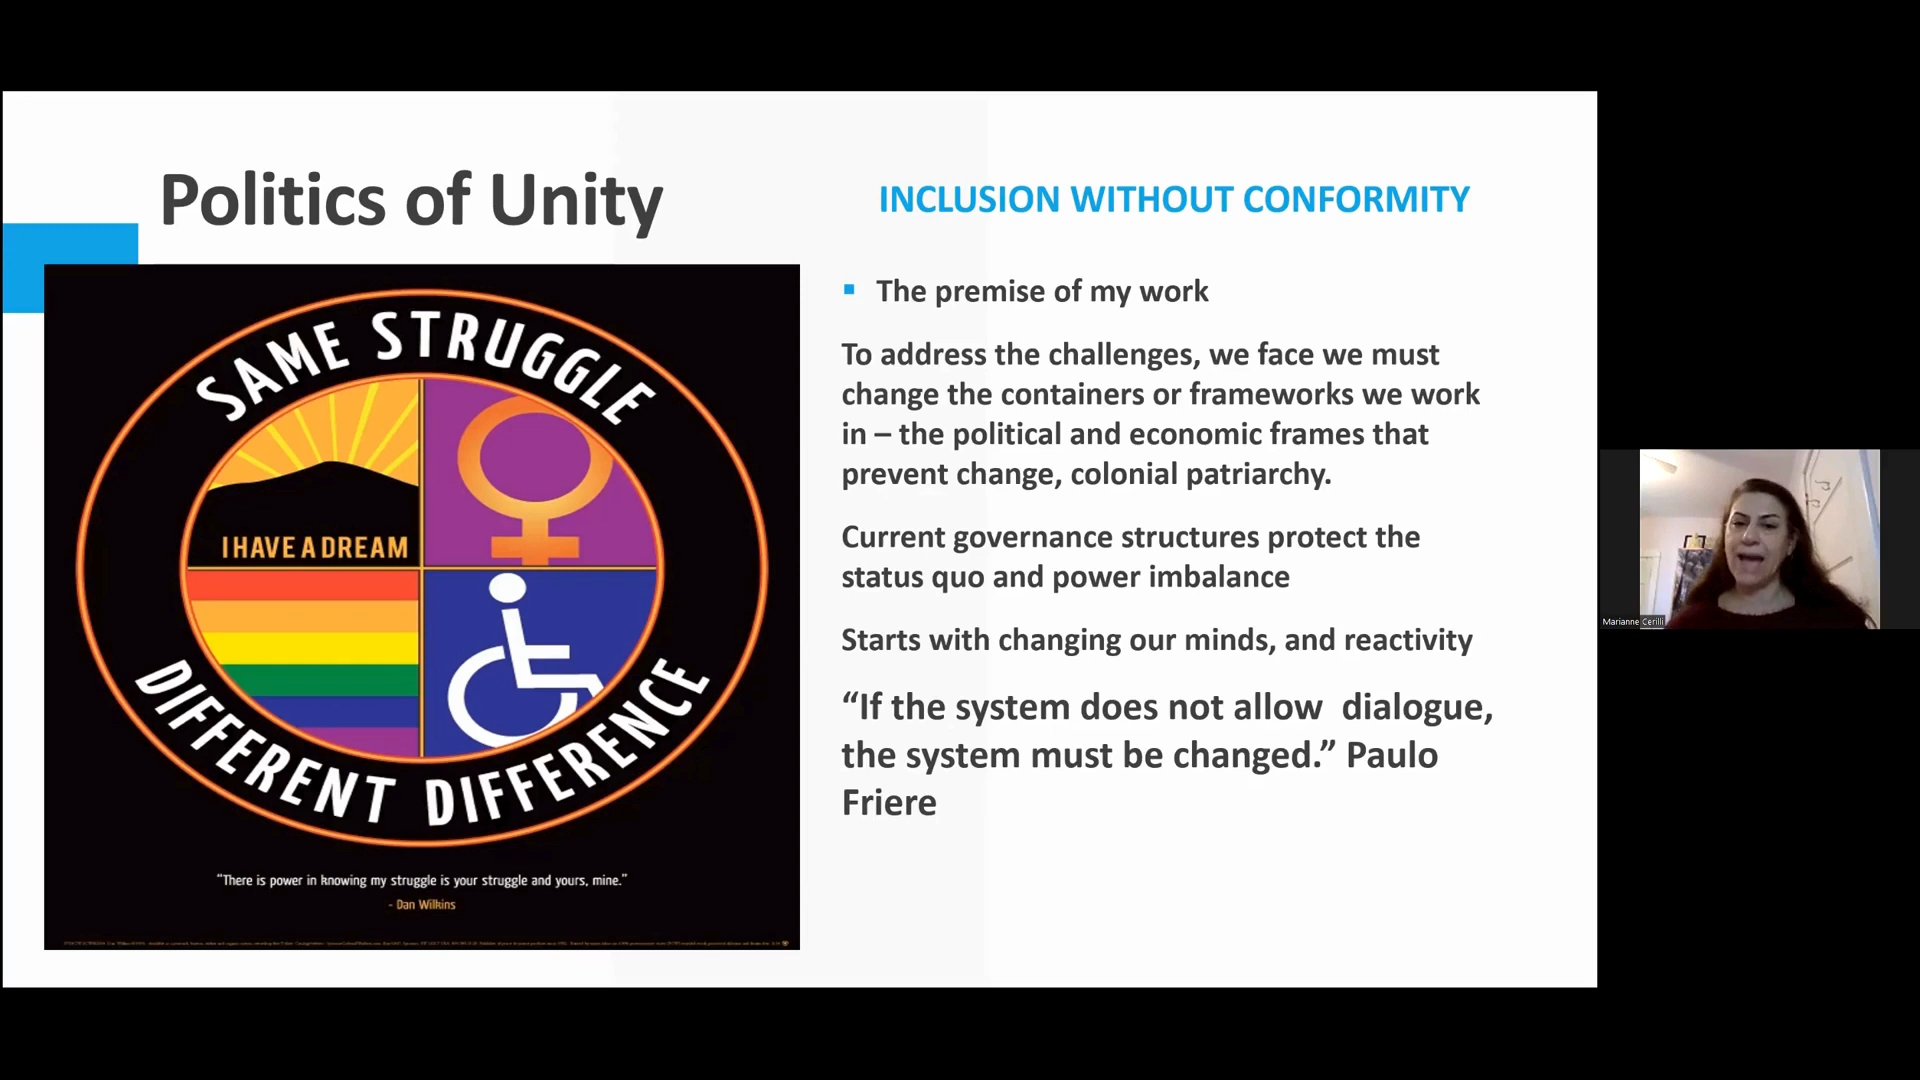 Politics of Unity
INCLUSION WITHOUT CONFORMITY
SAME STRUGGLE
I HAVE A DREAM
DIFFERENT DIFFERENCE
“There is power in knowing my struggle is your struggle and yours, mine.”
- Dan Wilkins
The premise of my work
To address the challenges, we face we must
change the containers or frameworks we work
in – the political and economic frames that
prevent change, colonial patriarchy.
Current governance structures protect the
status quo and power imbalance
Starts with changing our minds, and reactivity
“If the system does not allow  dialogue,
the system must be changed.” Paulo
Friere
Marianne Cerilli